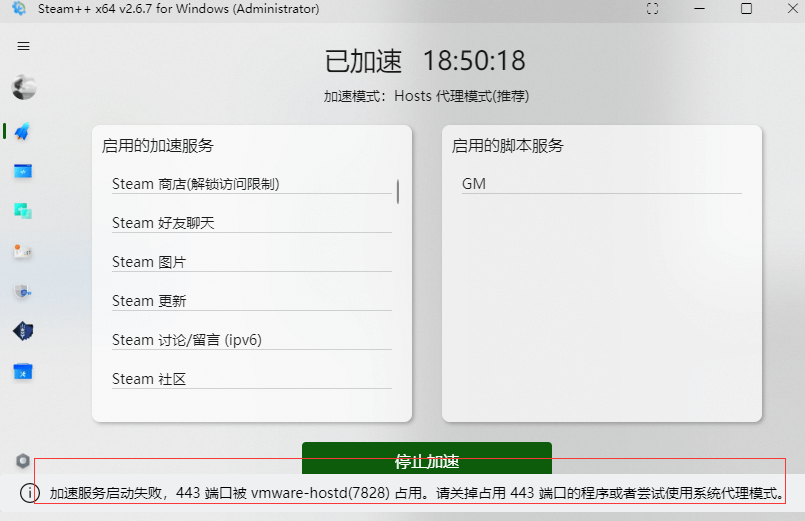 Steam++ x64 v2.6.7 for Windows (Administrator)
已加速 18:50:18
加速模式：Hosts 代理模式(推荐)
启用的加速服务
Steam 商店(解锁访问限制)
Steam 好友聊天
Steam 图片
Steam 更新
Steam 讨论/留言 (ipv6)
Steam 社区
启用的脚本服务
GM
停止加速
加速服务启动失败，443 端口被 vmware-hostd(7828) 占用。请关掉占用 443 端口的程序或者尝试使用系统代理模式。